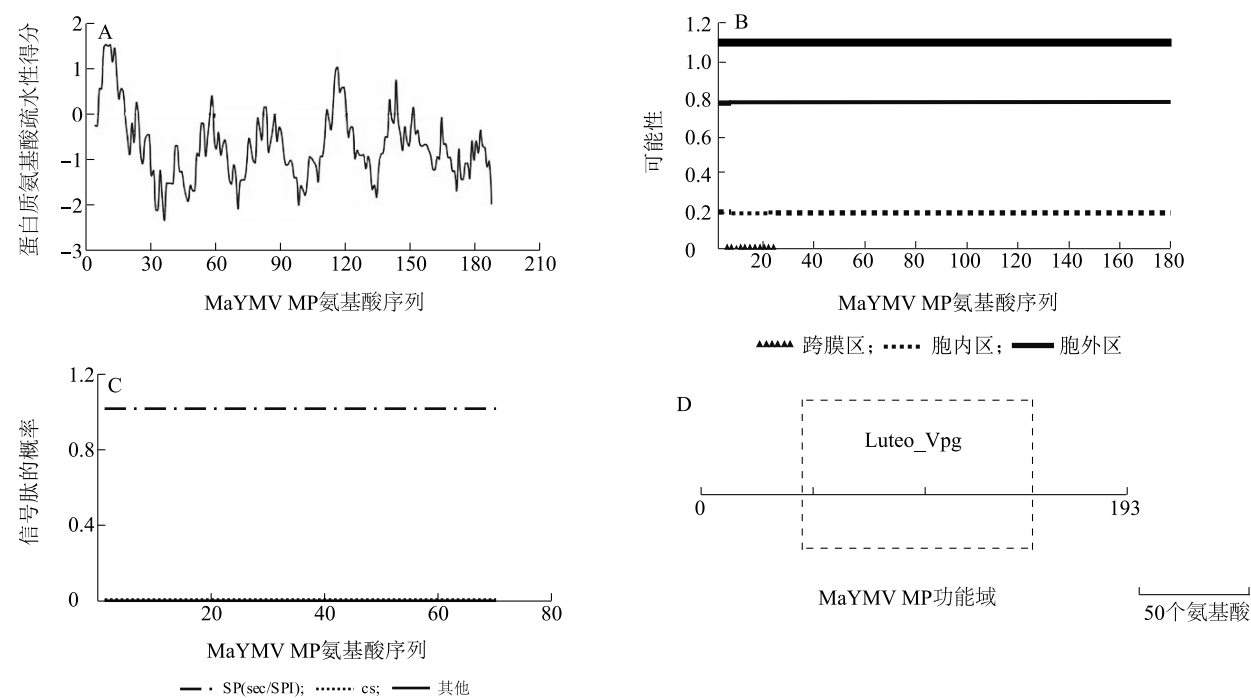 A
蛋白质氨基酸疏水性得分
2
1
0
−1
−2
−3
0 30 60 90 120 150 180 210
MaYMV MP氨基酸序列
B
可能性
1.2
1.0
0.8
0.6
0.4
0.2
0
20 40 60 80 100 120 140 160 180
MaYMV MP氨基酸序列
跨膜区; 胞内区; 胞外区
C
信号肽的概率
1.2
0.8
0.4
0
20 40 60 80
MaYMV MP氨基酸序列
SP(sec/SPI); cs; 其他
D
Luteo_Vpg
0 193
MaYMV MP功能域
50个氨基酸